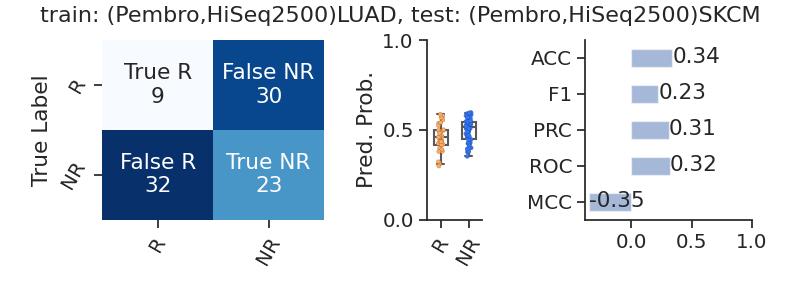 train: (Pembro,HiSeq2500)LUAD, test: (Pembro,HiSeq2500)SKCM
True Label
R
NR
True R
9
False NR
30
False R
32
True NR
23
R
NR
Pred. Prob.
1.0
0.5
0.0
R
NR
ACC
0.34
F1
0.23
PRC
0.31
ROC
0.32
MCC
-0.35
0.0
0.5
1.0